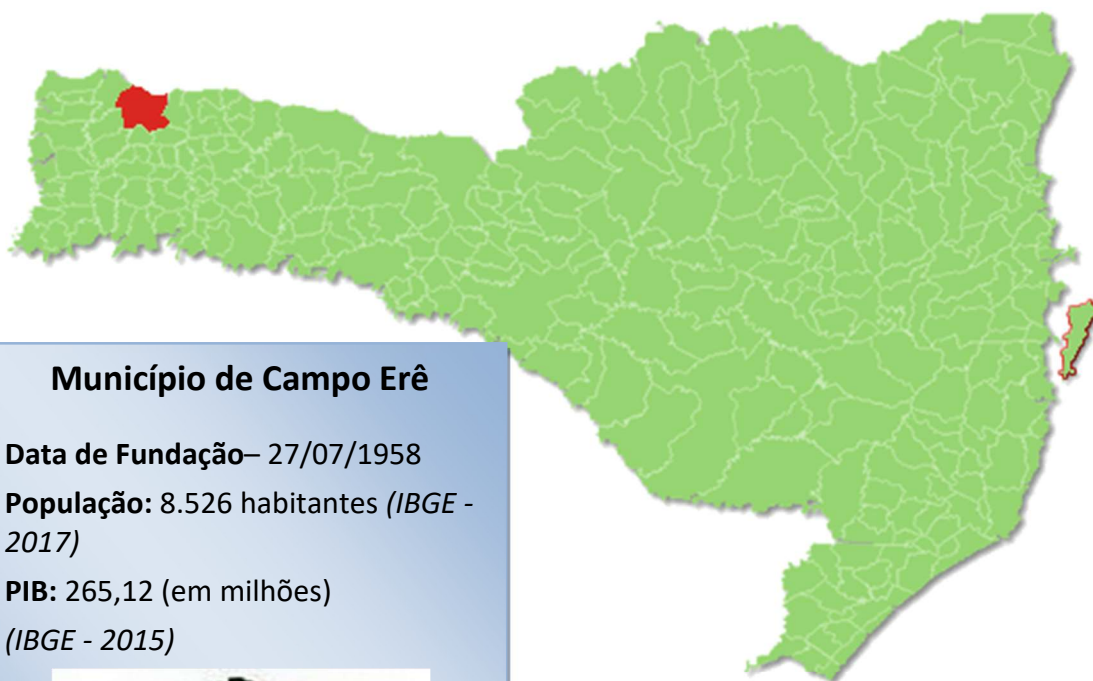 Município de Campo Erê
Data de Fundação– 27/07/1958
População: 8.526 habitantes (IBGE -
2017)
PIB: 265,12 (em milhões)
(IBGE - 2015)